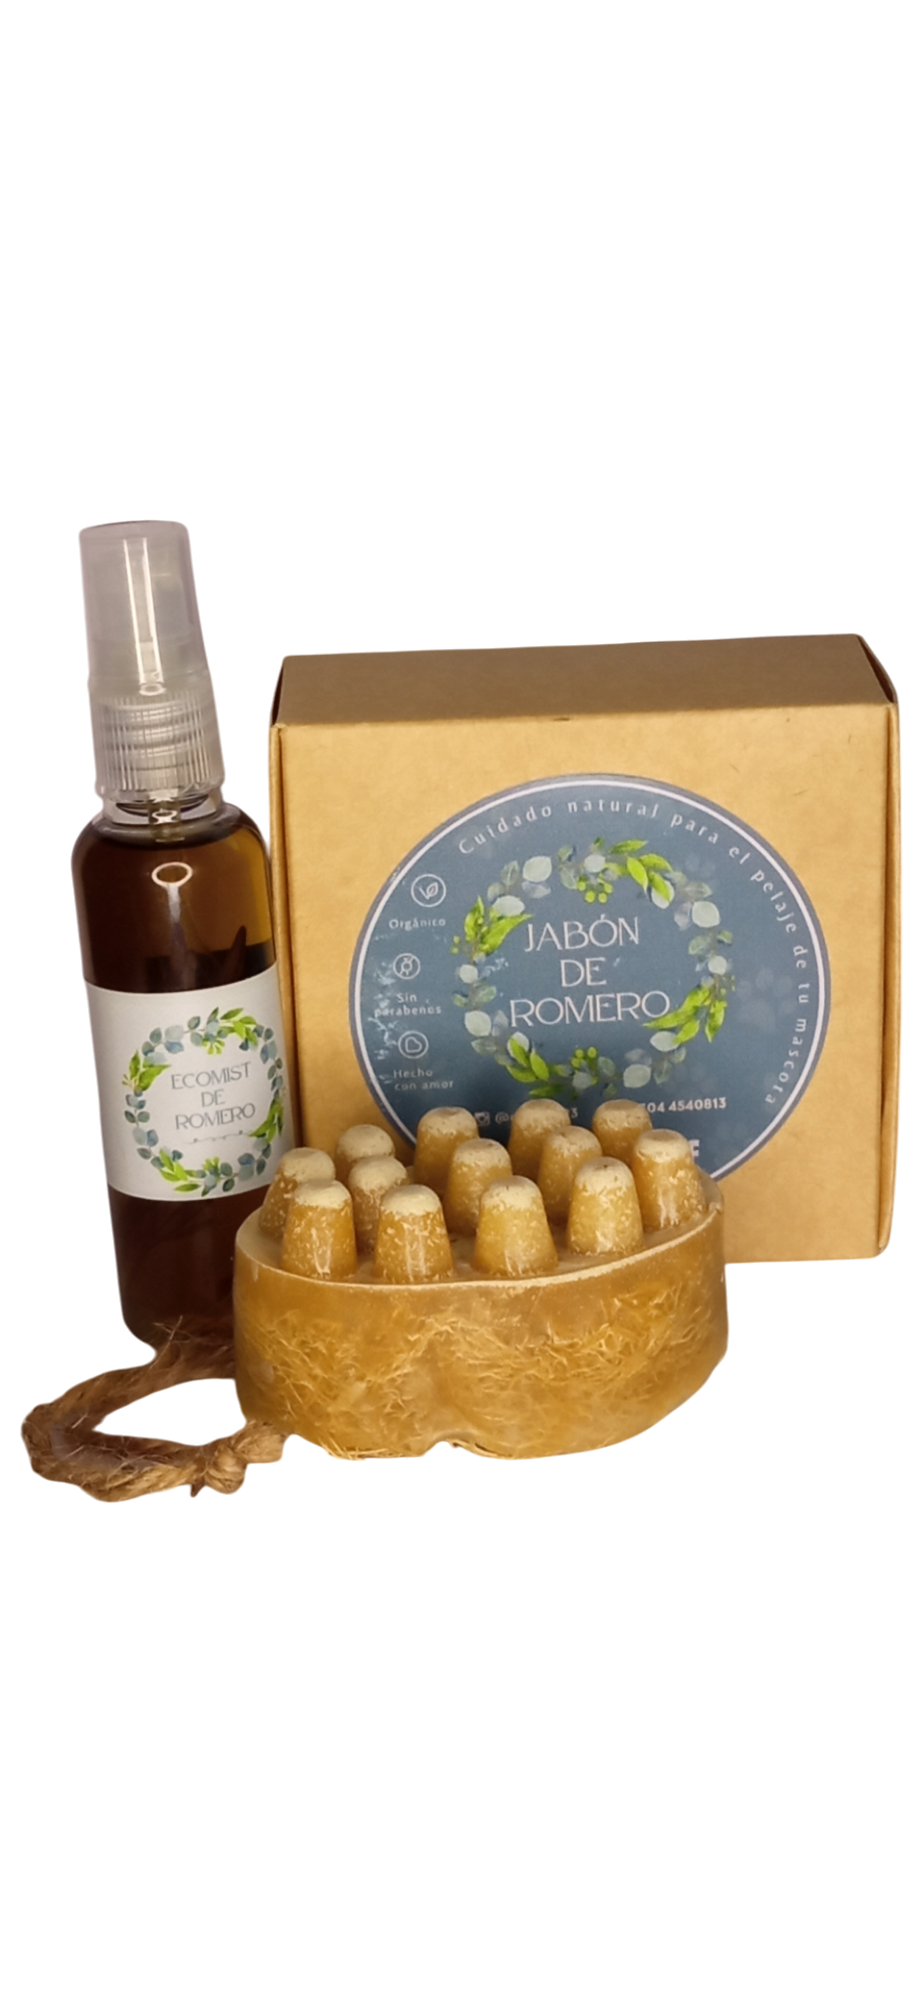 Cuidado natural para el pelaje de tu mascota
Orgánico
Sin
parabenos
Hecho
con amor
JABÓN
DE
ROMERO
4540813
ECOMIST
DE
ROMERO